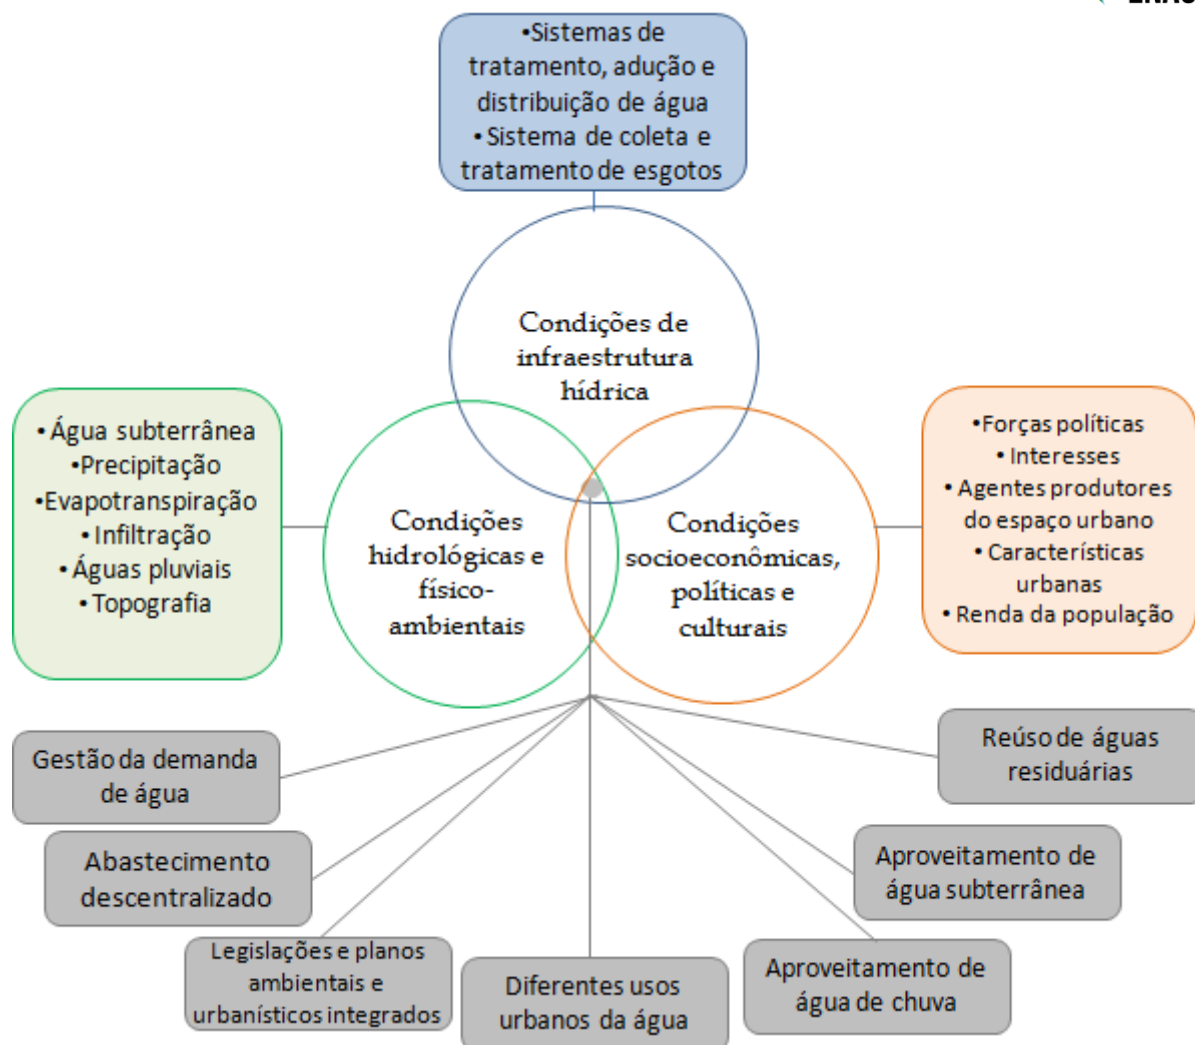 •Sistemas de
tratamento, adução e
distribuição de água
• Sistema de coleta e
tratamento de esgotos
Condições de
infraestrutura
hídrica
• Água subterrânea
•Precipitação
•Evapotranspiração
• Infiltração
• Águas pluviais
• Topografia
Condições
hidrológicas e
físico-
ambientais
Condições
socioeconômicas,
políticas e
culturais
•Forças políticas
• Interesses
• Agentes produtores
do espaço urbano
• Características
urbanas
• Renda da população
Gestão da demanda
de água
Abastecimento
descentralizado
Legislações e planos
ambientais e
urbanísticos integrados
Diferentes usos
urbanos da água
Aproveitamento de
água de chuva
Aproveitamento de
água subterrânea
Reúso de águas
residuárias